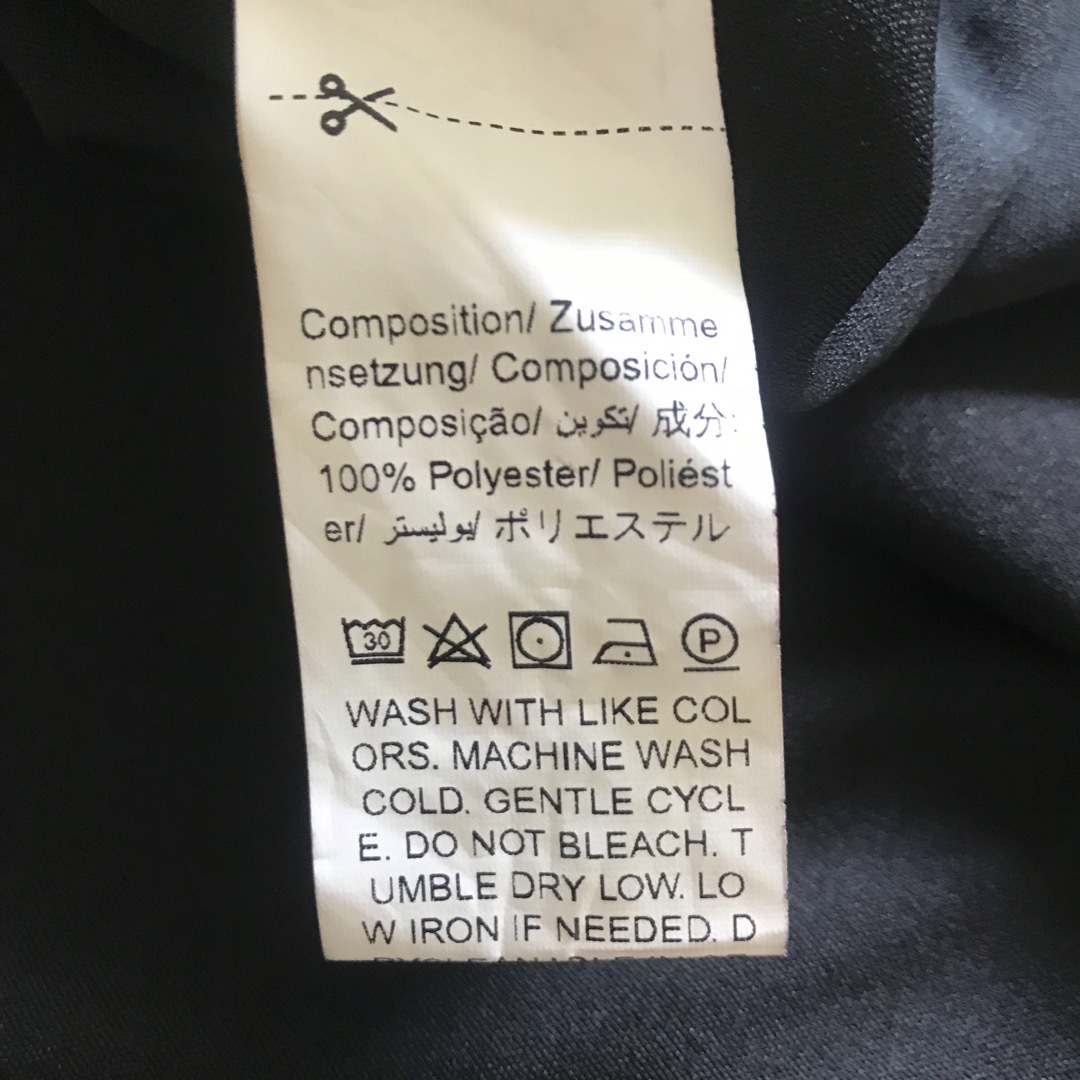 Composition/ Zusamme
nsetzung/ Composición/
Composição/ تكوين/ 成分:
100% Polyester/ Poliést
er/ بوليستر/ ポリエステル
30 P
WASH WITH LIKE COL
ORS. MACHINE WASH
COLD. GENTLE CYCL
E. DO NOT BLEACH. T
UMBLE DRY LOW. LO
W IRON IF NEEDED. D